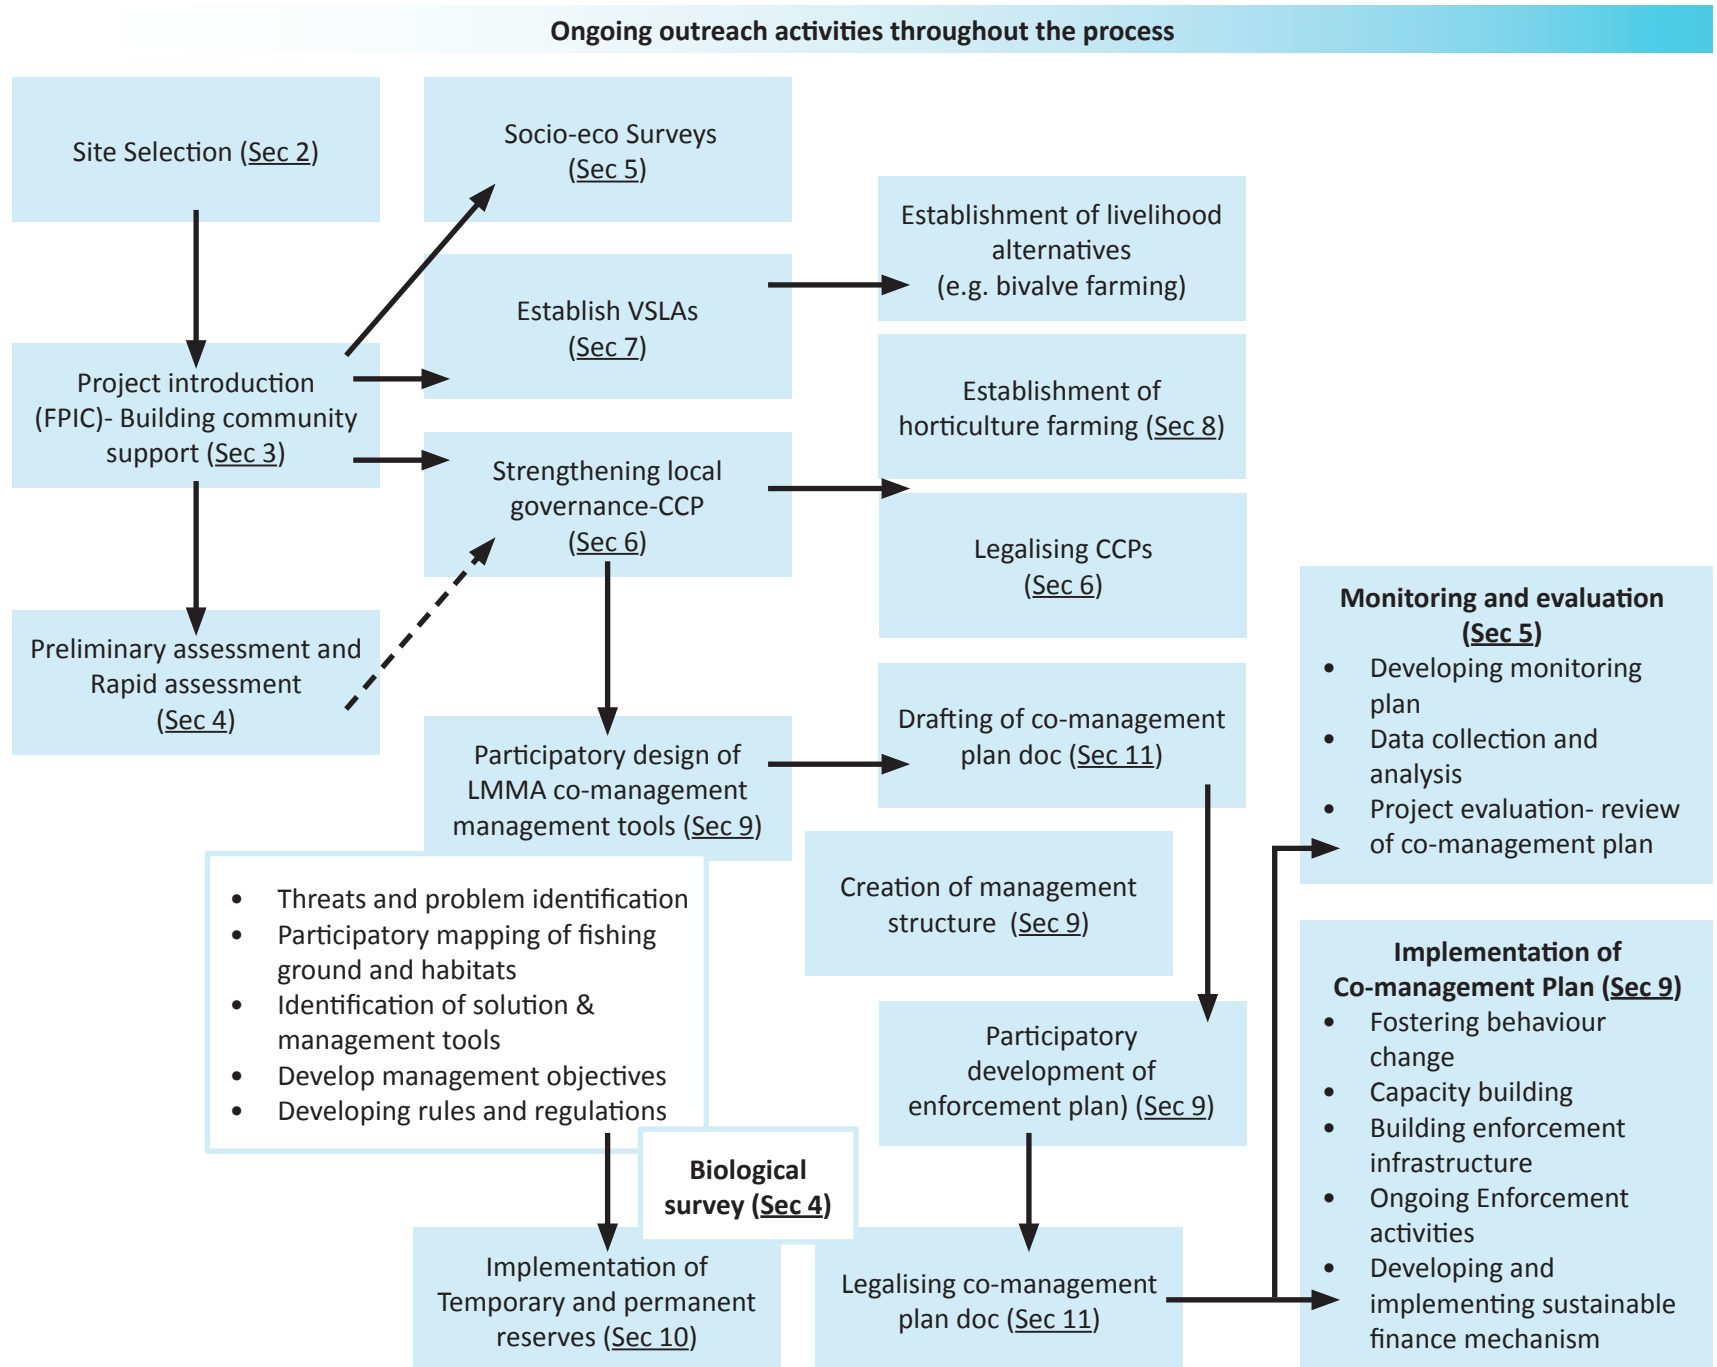 Ongoing outreach activities throughout the process
Site Selection (Sec 2)
Socio-eco Surveys
(Sec 5)
Establishment of livelihood
alternatives
(e.g. bivalve farming)
Establish VSLAs
(Sec 7)
Project introduction
(FPIC)- Building community
support (Sec 3)
Establishment of
horticulture farming (Sec 8)
Strengthening local
governance-CCP
(Sec 6)
Legalising CCPs
(Sec 6)
Preliminary assessment and
Rapid assessment
(Sec 4)
Participatory design of
LMMA co-management
management tools (Sec 9)
Drafting of co-management
plan doc (Sec 11)
Monitoring and evaluation
(Sec 5)
• Developing monitoring
plan
• Data collection and
analysis
• Project evaluation- review
of co-management plan
Creation of management
structure (Sec 9)
• Threats and problem identification
• Participatory mapping of fishing
ground and habitats
• Identification of solution &
management tools
• Develop management objectives
• Developing rules and regulations
Participatory
development of
enforcement plan) (Sec 9)
Implementation of
Co-management Plan (Sec 9)
• Fostering behaviour
change
• Capacity building
• Building enforcement
infrastructure
• Ongoing Enforcement
activities
• Developing and
implementing sustainable
finance mechanism
Biological
survey (Sec 4)
Implementation of
Temporary and permanent
reserves (Sec 10)
Legalising co-management
plan doc (Sec 11)